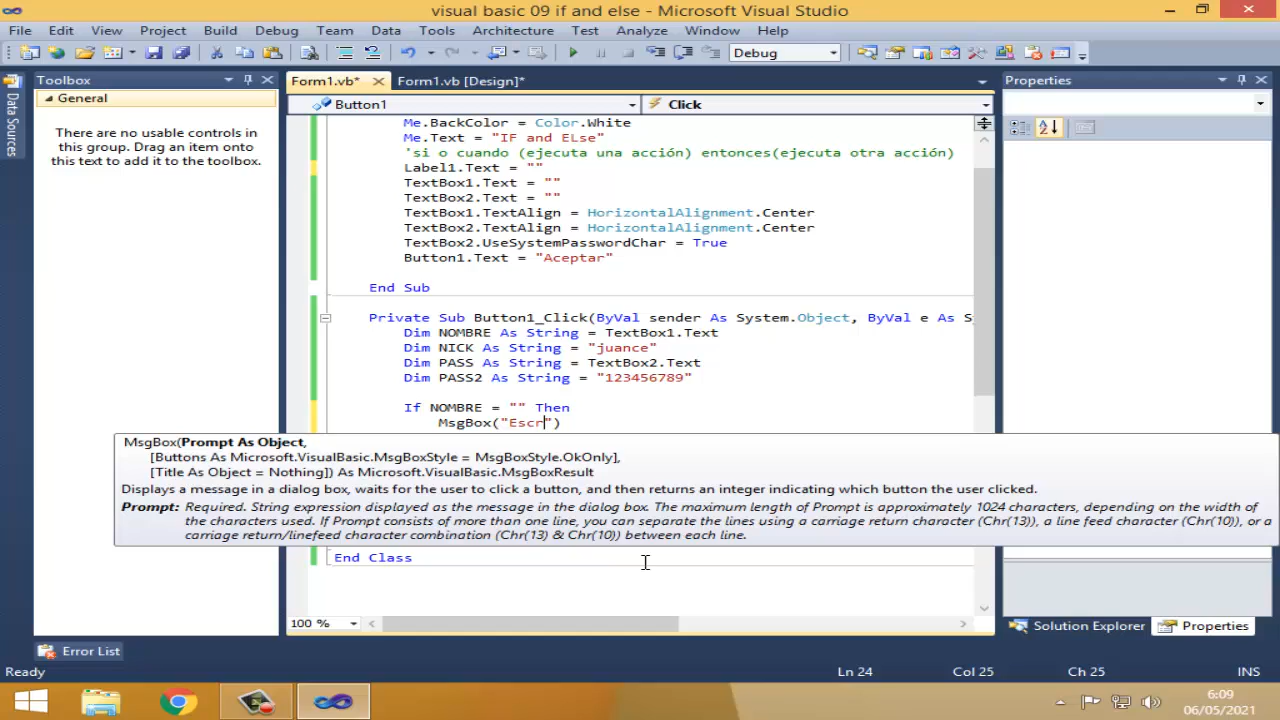 visual basic 09 if and else - Microsoft Visual Studio
File Edit View Project Build Debug Team Data Tools Architecture Test Analyze Window Help
Debug
Data Sources
Toolbox
General
There are no usable controls in
this group. Drag an item onto
this text to add it to the toolbox.
Form1.vb* Form1.vb [Design]*
Button1 Click
Me.BackColor = Color.White
Me.Text = "IF and ELse"
'si o cuando (ejecuta una acción) entonces(ejecuta otra acción)
Label1.Text = ""
TextBox1.Text = ""
TextBox2.Text = ""
TextBox1.TextAlign = HorizontalAlignment.Center
TextBox2.TextAlign = HorizontalAlignment.Center
TextBox2.UseSystemPasswordChar = True
Button1.Text = "Aceptar"
End Sub
Private Sub Button1_Click(ByVal sender As System.Object, ByVal e As S
Dim NOMBRE As String = TextBox1.Text
Dim NICK As String = "juance"
Dim PASS As String = TextBox2.Text
Dim PASS2 As String = "123456789"
If NOMBRE = "" Then
MsgBox("Escr")
MsgBox(Prompt As Object,
[Buttons As Microsoft.VisualBasic.MsgBoxStyle = MsgBoxStyle.OkOnly],
[Title As Object = Nothing]) As Microsoft.VisualBasic.MsgBoxResult
Displays a message in a dialog box, waits for the user to click a button, and then returns an integer indicating which button the user clicked.
Prompt: Required. String expression displayed as the message in the dialog box. The maximum length of Prompt is approximately 1024 characters, depending on the width of
the characters used. If Prompt consists of more than one line, you can separate the lines using a carriage return character (Chr(13)), a line feed character (Chr(10)), or a
carriage return/linefeed character combination (Chr(13) & Chr(10)) between each line.
End Class
100 %
Properties
Solution Explorer Properties
Error List
Ready Ln 24 Col 25 Ch 25 INS
6:09
06/05/2021